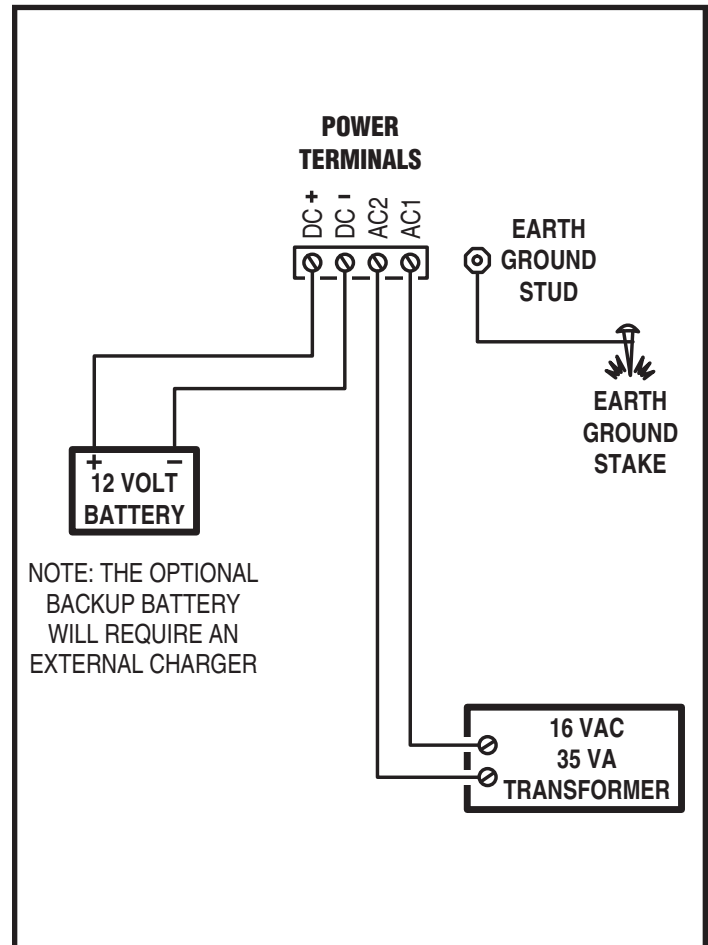 POWER
TERMINALS
DC +
DC -
AC2
AC1
EARTH
GROUND
STUD
EARTH
GROUND
STAKE
+ -
12 VOLT
BATTERY
NOTE: THE OPTIONAL
BACKUP BATTERY
WILL REQUIRE AN
EXTERNAL CHARGER
16 VAC
35 VA
TRANSFORMER